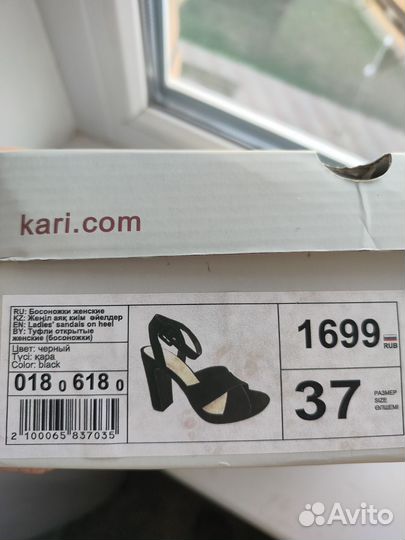 kari.com
RU: Босоножки женские
KZ: Жеңіл аяқ киім әйелдер
EN: Ladies' sandals on heel
BY: Туфли открытые
женские (босоножки)
Цвет: черный
Түсі: қара
Color: black
018 0 618 0
2 100065 837035
1699 RUB
37 РАЗМЕР
SIZE
ӨЛШЕМІ
Avito